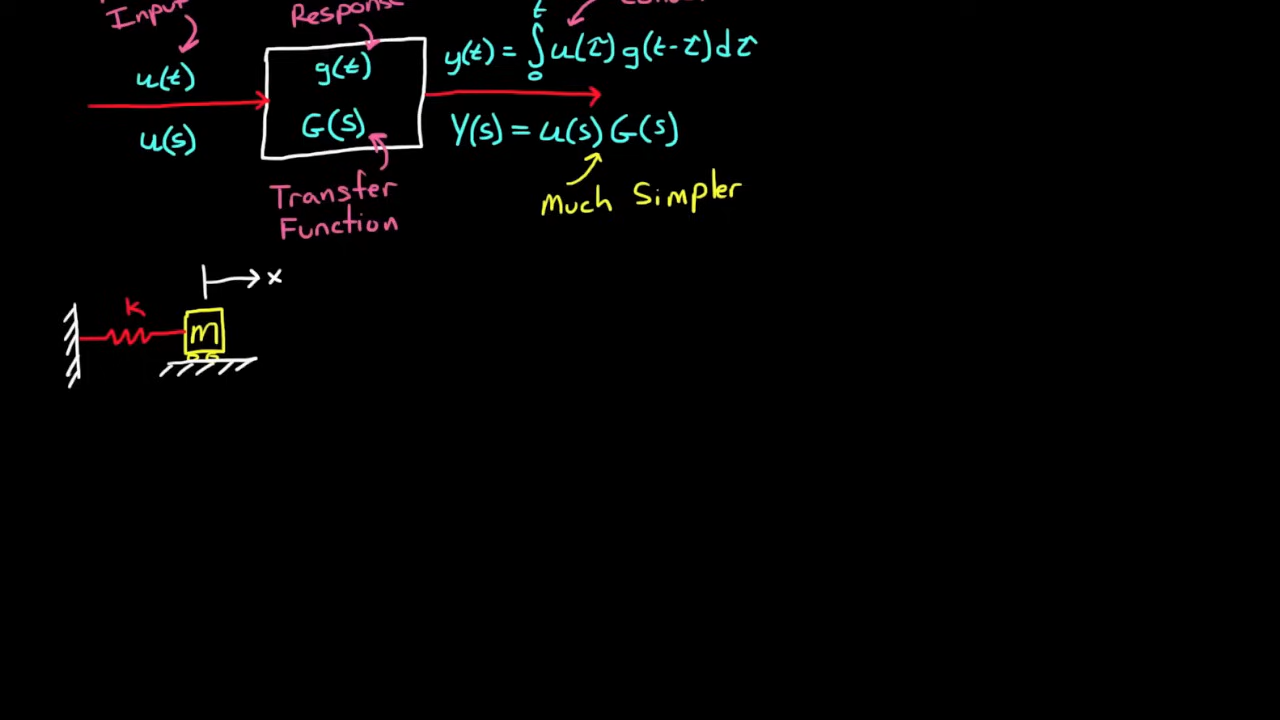 Input
Response
u(t)
g(t)
y(t) = ∫₀ᵗ u(τ) g(t-τ) dτ
u(s)
G(s)
Y(s) = u(s) G(s)
Transfer
Function
Much Simpler
x
k
m